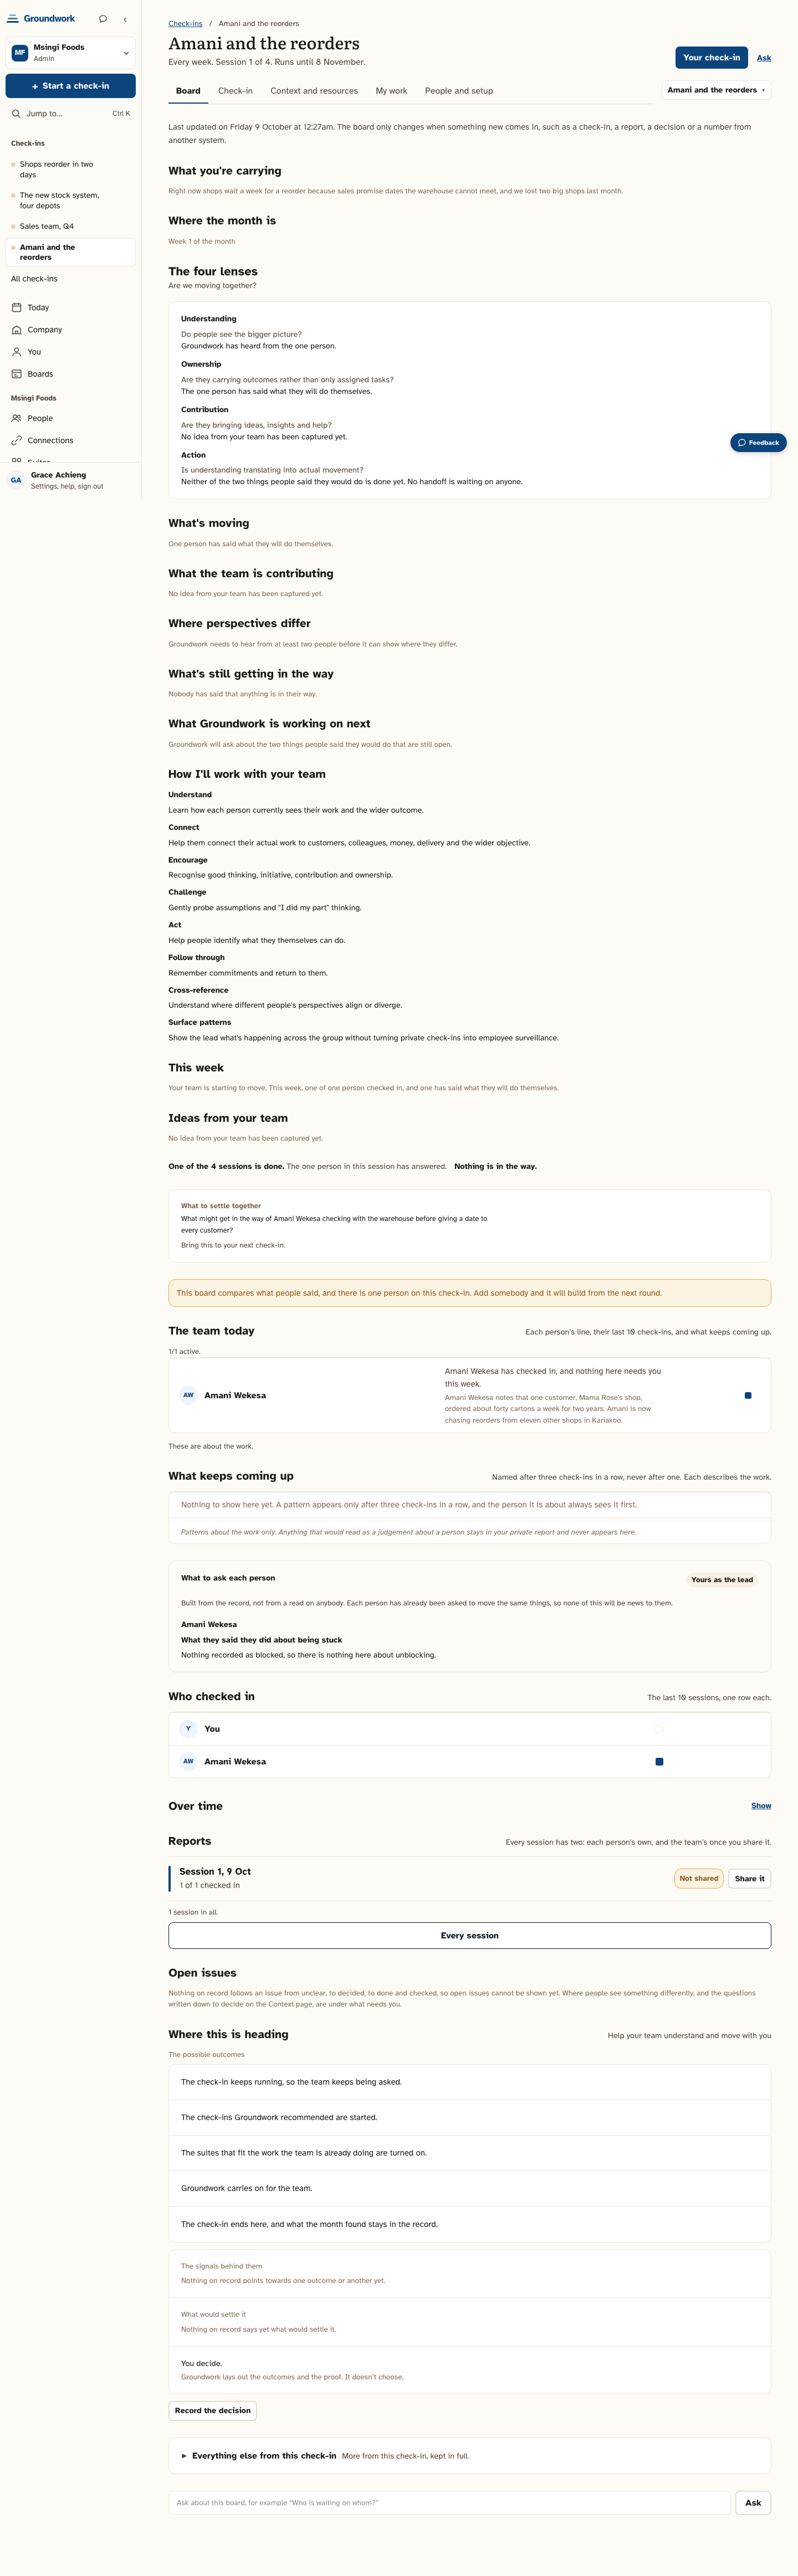 Groundwork
MF
Msingi Foods
Admin
+ Start a check-in
Jump to...
Ctrl K
Check-ins
Shops reorder in two
days
The new stock system,
four depots
Sales team, Q4
Amani and the
reorders
All check-ins
Today
Company
You
Boards
Msingi Foods
People
Connections
GA
Grace Achieng
Settings, help, sign out
Check-ins / Amani and the reorders
Amani and the reorders
Every week. Session 1 of 4. Runs until 8 November.
Your check-in
Ask
Board
Check-in
Context and resources
My work
People and setup
Amani and the reorders
Last updated on Friday 9 October at 12:27am. The board only changes when something new comes in, such as a check-in, a report, a decision or a number from
another system.
What you're carrying
Right now shops wait a week for a reorder because sales promise dates the warehouse cannot meet, and we lost two big shops last month.
Where the month is
Week 1 of the month
The four lenses
Are we moving together?
Understanding
Do people see the bigger picture?
Groundwork has heard from the one person.
Ownership
Are they carrying outcomes rather than only assigned tasks?
The one person has said what they will do themselves.
Contribution
Are they bringing ideas, insights and help?
No idea from your team has been captured yet.
Action
Is understanding translating into actual movement?
Neither of the two things people said they would do is done yet. No handoff is waiting on anyone.
Feedback
What's moving
One person has said what they will do themselves.
What the team is contributing
No idea from your team has been captured yet.
Where perspectives differ
Groundwork needs to hear from at least two people before it can show where they differ.
What's still getting in the way
Nobody has said that anything is in their way.
What Groundwork is working on next
Groundwork will ask about the two things people said they would do that are still open.
How I'll work with your team
Understand
Learn how each person currently sees their work and the wider outcome.
Connect
Help them connect their actual work to customers, colleagues, money, delivery and the wider objective.
Encourage
Recognise good thinking, initiative, contribution and ownership.
Challenge
Gently probe assumptions and "I did my part" thinking.
Act
Help people identify what they themselves can do.
Follow through
Remember commitments and return to them.
Cross-reference
Understand where different people's perspectives align or diverge.
Surface patterns
Show the lead what's happening across the group without turning private check-ins into employee surveillance.
This week
Your team is starting to move. This week, one of one person checked in, and one has said what they will do themselves.
Ideas from your team
No idea from your team has been captured yet.
One of the 4 sessions is done. The one person in this session has answered. Nothing is in the way.
What to settle together
What might get in the way of Amani Wekesa checking with the warehouse before giving a date to
every customer?
Bring this to your next check-in.
This board compares what people said, and there is one person on this check-in. Add somebody and it will build from the next round.
The team today
Each person's line, their last 10 check-ins, and what keeps coming up.
1/1 active.
AW
Amani Wekesa
Amani Wekesa has checked in, and nothing here needs you
this week.
Amani Wekesa notes that one customer, Mama Rose's shop,
ordered about forty cartons a week for two years. Amani is now
chasing reorders from eleven other shops in Kariakoo.
These are about the work.
What keeps coming up
Named after three check-ins in a row, never after one. Each describes the work.
Nothing to show here yet. A pattern appears only after three check-ins in a row, and the person it is about always sees it first.
Patterns about the work only. Anything that would read as a judgement about a person stays in your private report and never appears here.
What to ask each person
Yours as the lead
Built from the record, not from a read on anybody. Each person has already been asked to move the same things, so none of this will be news to them.
Amani Wekesa
What they said they did about being stuck
Nothing recorded as blocked, so there is nothing here about unblocking.
Who checked in
The last 10 sessions, one row each.
Y
You
AW
Amani Wekesa
Over time
Show
Reports
Every session has two: each person's own, and the team's once you share it.
Session 1, 9 Oct
1 of 1 checked in
Not shared
Share it
1 session in all.
Every session
Open issues
Nothing on record follows an issue from unclear, to decided, to done and checked, so open issues cannot be shown yet. Where people see something differently, and the questions
written down to decide on the Context page, are under what needs you.
Where this is heading
Help your team understand and move with you
The possible outcomes
The check-in keeps running, so the team keeps being asked.
The check-ins Groundwork recommended are started.
The suites that fit the work the team is already doing are turned on.
Groundwork carries on for the team.
The check-in ends here, and what the month found stays in the record.
The signals behind them
Nothing on record points towards one outcome or another yet.
What would settle it
Nothing on record says yet what would settle it.
You decide.
Groundwork lays out the outcomes and the proof. It doesn't choose.
Record the decision
Everything else from this check-in More from this check-in, kept in full.
Ask about this board, for example "Who is waiting on whom?"
Ask